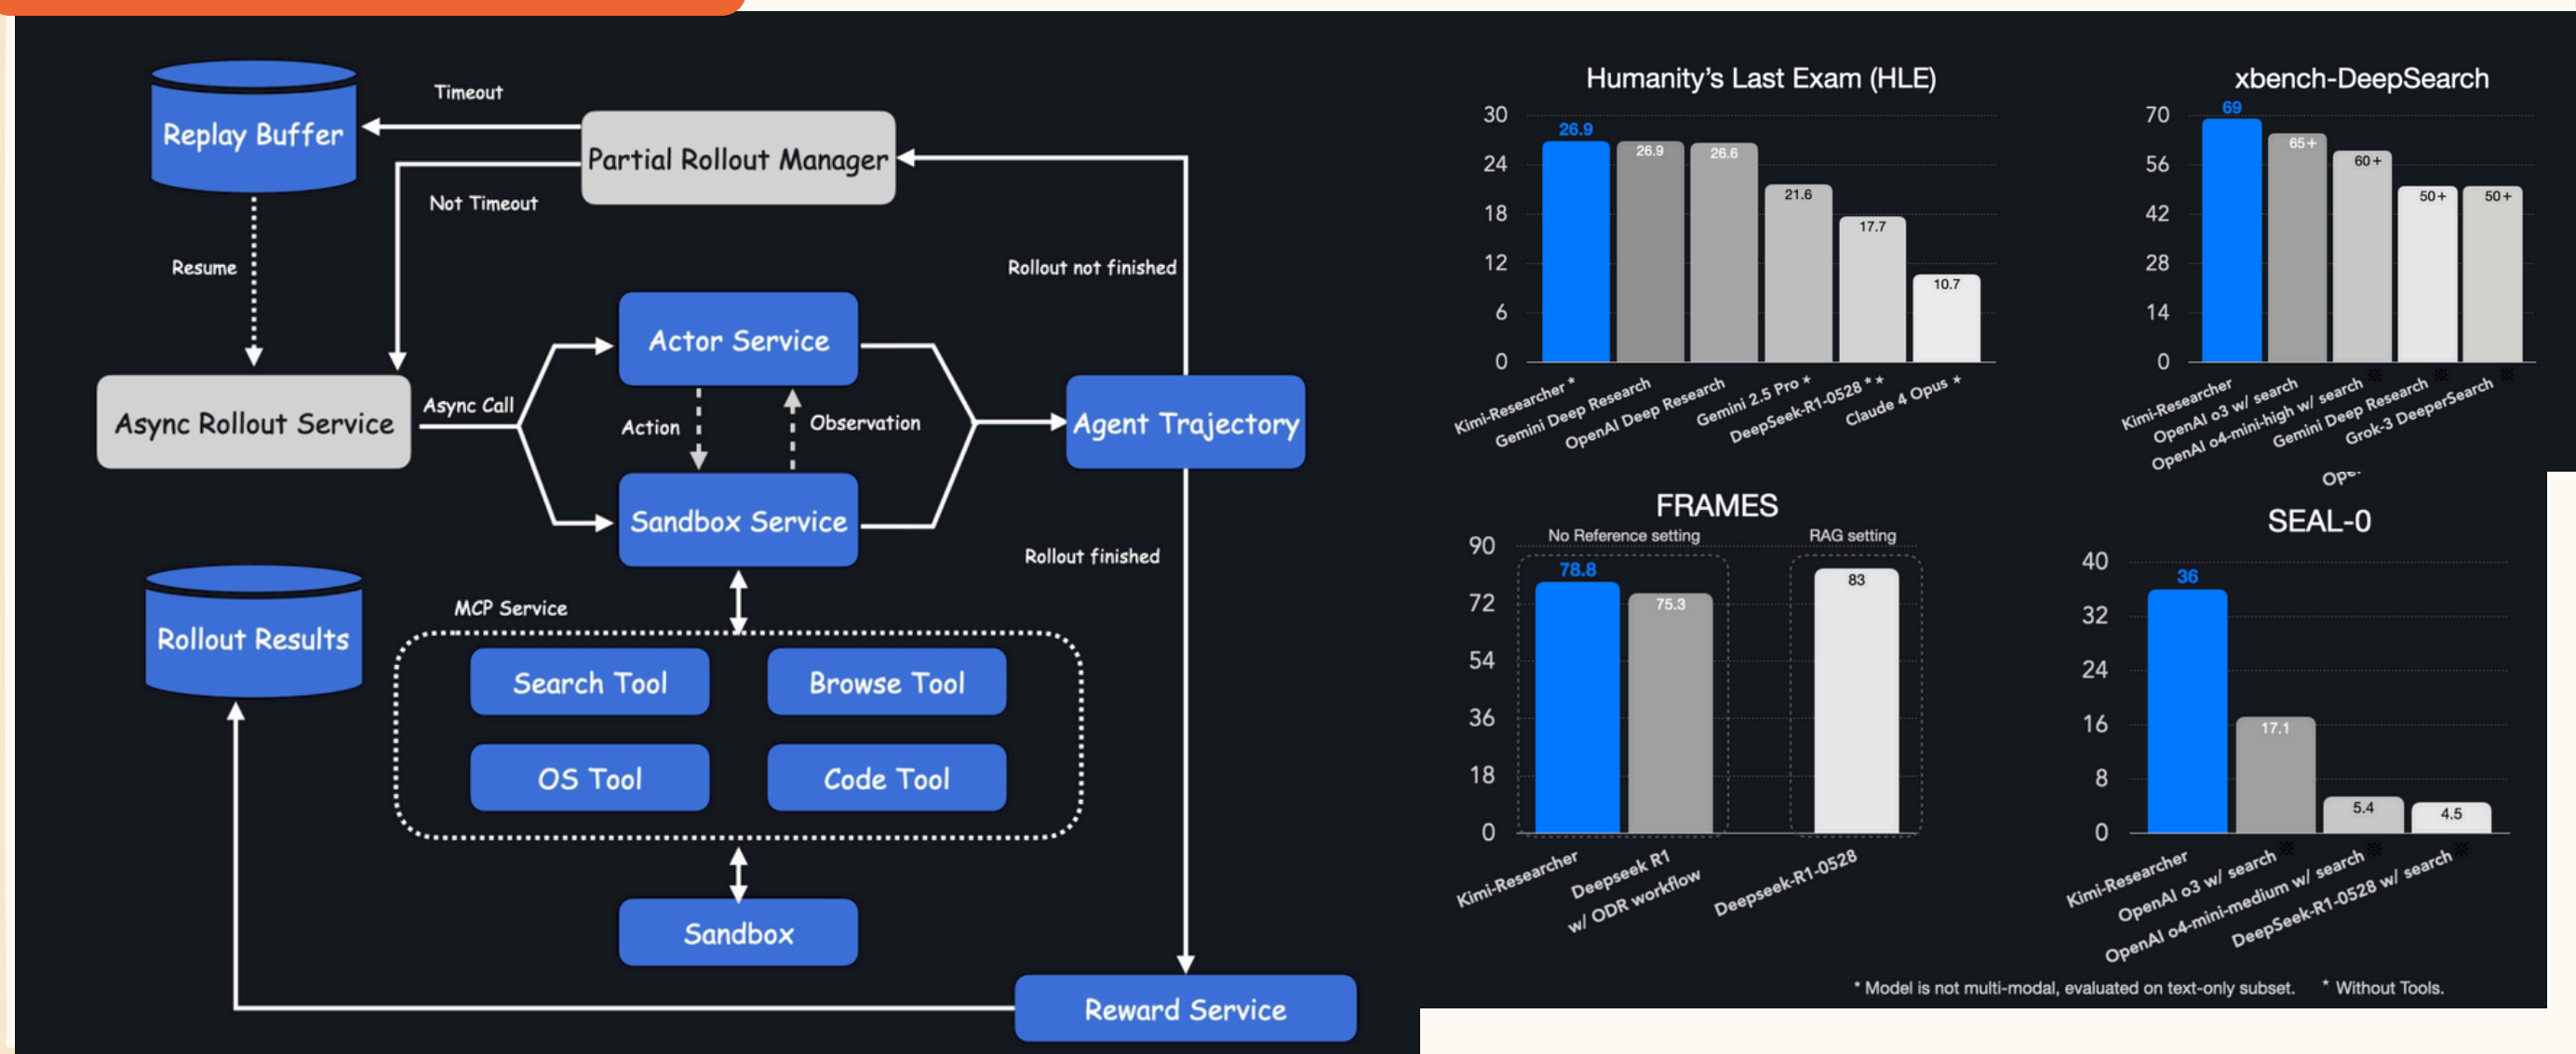 Replay Buffer
Timeout
Partial Rollout Manager
Not Timeout
Resume
Rollout not finished
Actor Service
Async Rollout Service
Async Call
Action
Observation
Agent Trajectory
Sandbox Service
Rollout finished
Rollout Results
MCP Service
Search Tool
Browse Tool
OS Tool
Code Tool
Sandbox
Reward Service
Humanity's Last Exam (HLE)
30
24
18
12
6
0
26.9
26.9
26.6
21.6
17.7
10.7
Kimi-Researcher *
Gemini Deep Research
OpenAI Deep Research
Gemini 2.5 Pro *
DeepSeek-R1-0528 * *
Claude 4 Opus *
xbench-DeepSearch
70
56
42
28
14
0
69
65+
60+
50+
50+
Kimi-Researcher
OpenAI o3 w/ search
OpenAI o4-mini-high w/ search
Gemini Deep Research
Grok-3 DeeperSearch
FRAMES
No Reference setting
RAG setting
90
72
54
36
18
0
78.8
75.3
83
Kimi-Researcher
Deepseek R1
w/ ODR workflow
Deepseek-R1-0528
SEAL-0
40
32
24
16
8
0
36
17.1
5.4
4.5
Kimi-Researcher
OpenAI o3 w/ search
OpenAI o4-mini-medium w/ search
DeepSeek-R1-0528 w/ search
* Model is not multi-modal, evaluated on text-only subset.
* Without Tools.